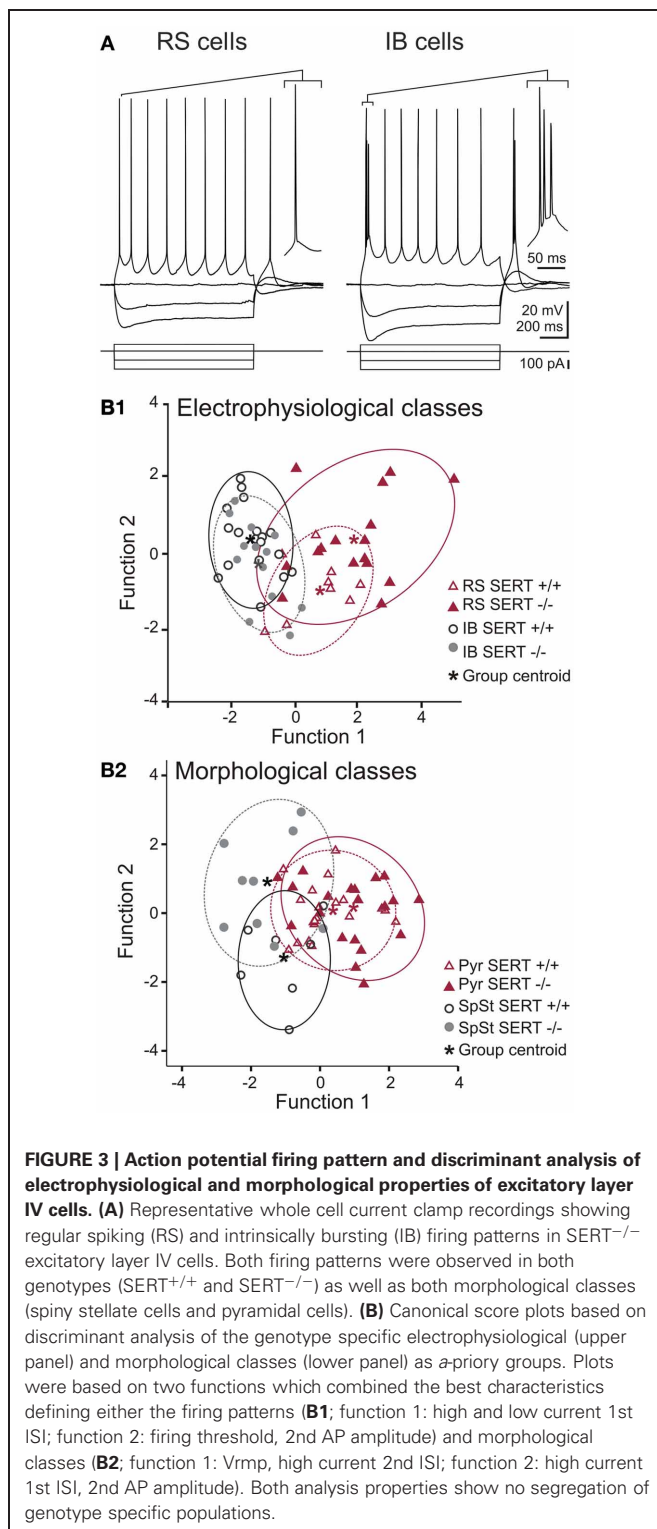 A RS cells IB cells
50 ms
20 mV
200 ms
100 pA
B1 Electrophysiological classes
4
2
0
-2
-4
Function 2
-2 0 2 4
Function 1
RS SERT +/+
RS SERT -/-
IB SERT +/+
IB SERT -/-
* Group centroid
B2 Morphological classes
4
2
0
-2
-4
Function 2
-4 -2 0 2 4
Function 1
Pyr SERT +/+
Pyr SERT -/-
SpSt SERT +/+
SpSt SERT -/-
* Group centroid
FIGURE 3 | Action potential firing pattern and discriminant analysis of
electrophysiological and morphological properties of excitatory layer
IV cells. (A) Representative whole cell current clamp recordings showing
regular spiking (RS) and intrinsically bursting (IB) firing patterns in SERT−/−
excitatory layer IV cells. Both firing patterns were observed in both
genotypes (SERT+/+ and SERT−/−) as well as both morphological classes
(spiny stellate cells and pyramidal cells). (B) Canonical score plots based on
discriminant analysis of the genotype specific electrophysiological (upper
panel) and morphological classes (lower panel) as a-priory groups. Plots
were based on two functions which combined the best characteristics
defining either the firing patterns (B1; function 1: high and low current 1st
ISI; function 2: firing threshold, 2nd AP amplitude) and morphological
classes (B2; function 1: Vrmp, high current 2nd ISI; function 2: high current
1st ISI, 2nd AP amplitude). Both analysis properties show no segregation of
genotype specific populations.